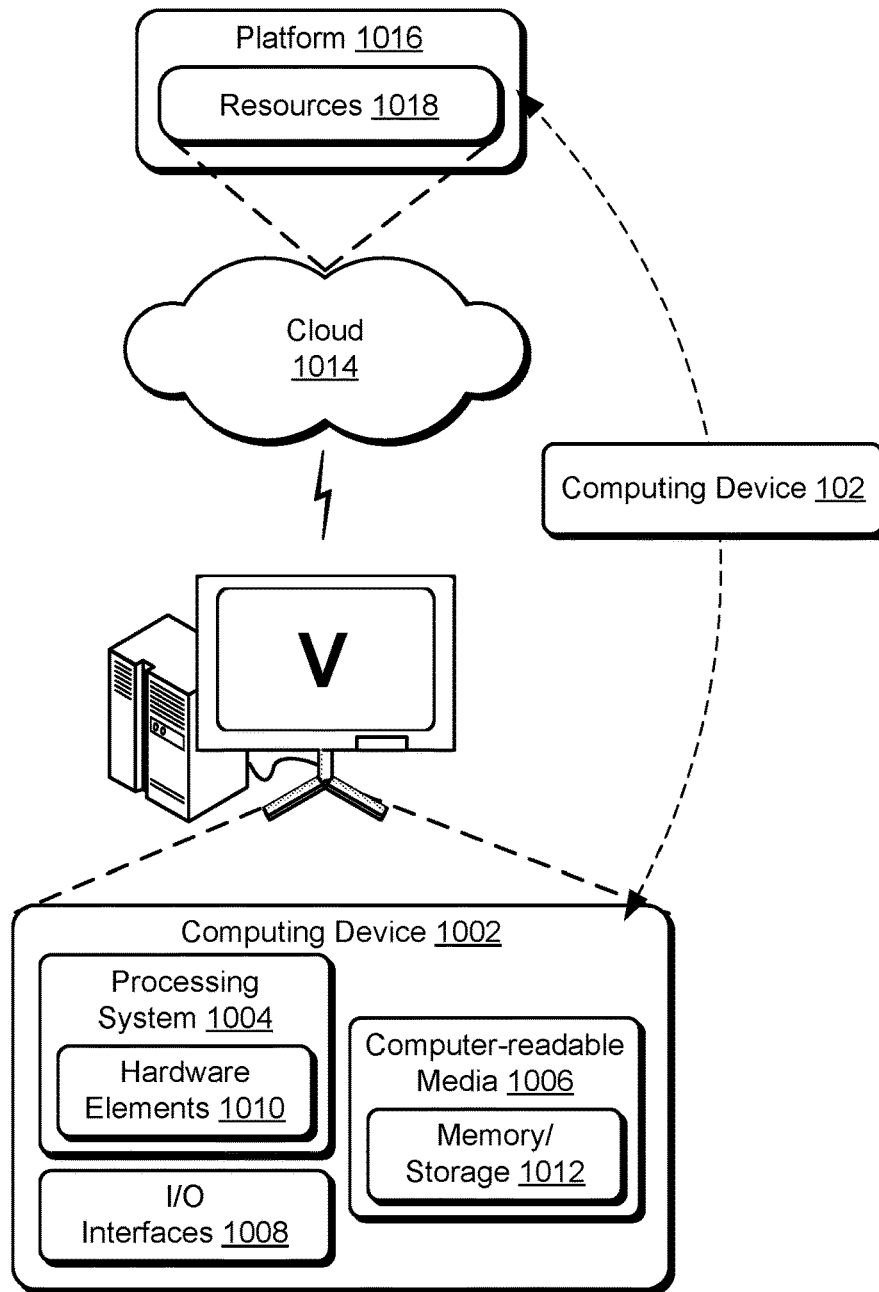 Platform 1016
Resources 1018
Cloud
1014
Computing Device 102
V
Computing Device 1002
Processing
System 1004
Hardware
Elements 1010
I/O
Interfaces 1008
Computer-readable
Media 1006
Memory/
Storage 1012